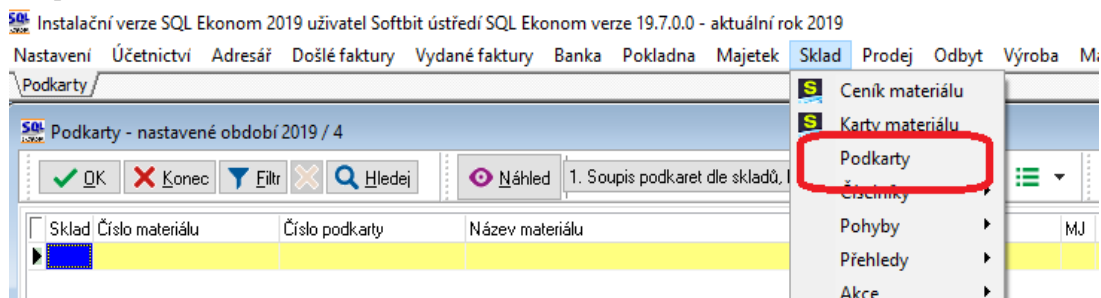 Instalační verze SQL Ekonom 2019 uživatel Softbit ústředí SQL Ekonom verze 19.7.0.0 - aktuální rok 2019
Nastavení Účetnictví Adresář Došlé faktury Vydané faktury Banka Pokladna Majetek Sklad Prodej Odbyt Výroba
Podkarty
Ceník materiálu
Karty materiálu
Podkarty
Číselníky
Pohyby
Přehledy
Akce
Podkarty - nastavené období 2019 / 4
OK Konec Filtr Hledej Náhled 1. Soupis podkaret dle skladů,
Sklad Číslo materiálu Číslo podkarty Název materiálu MJ